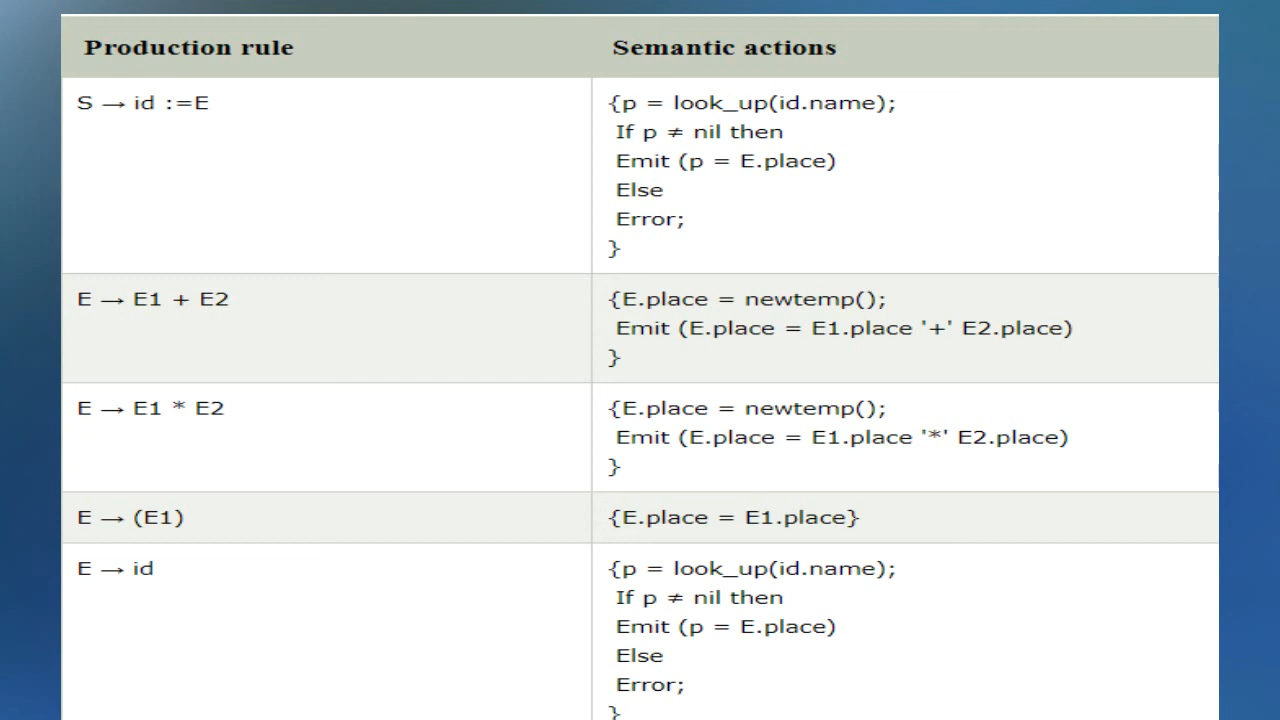 Production rule Semantic actions
S → id :=E {p = look_up(id.name);
If p ≠ nil then
Emit (p = E.place)
Else
Error;
}
E → E1 + E2 {E.place = newtemp();
Emit (E.place = E1.place '+' E2.place)
}
E → E1 * E2 {E.place = newtemp();
Emit (E.place = E1.place '*' E2.place)
}
E → (E1) {E.place = E1.place}
E → id {p = look_up(id.name);
If p ≠ nil then
Emit (p = E.place)
Else
Error;
}